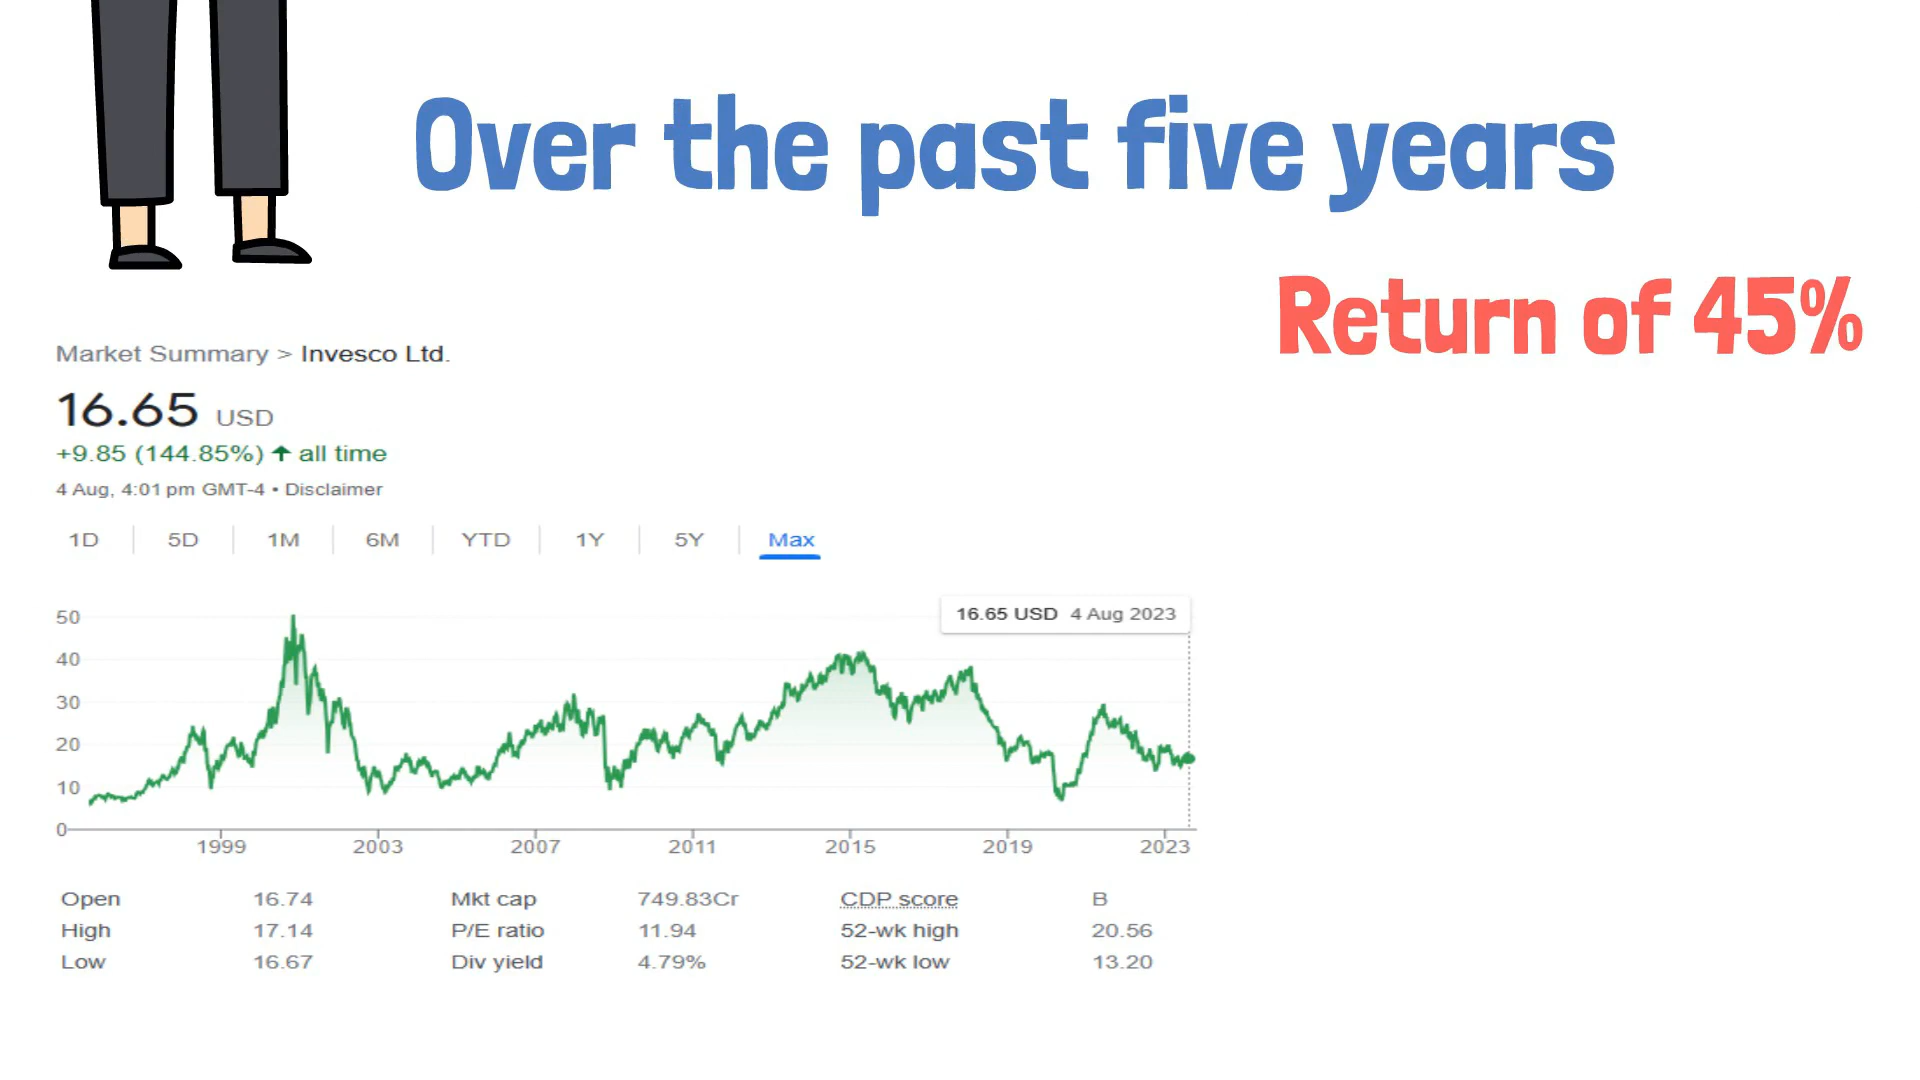 Over the past five years
Return of 45%
Market Summary > Invesco Ltd.
16.65 USD
+9.85 (144.85%) ↑ all time
4 Aug, 4:01 pm GMT-4 • Disclaimer
1D 5D 1M 6M YTD 1Y 5Y Max
16.65 USD 4 Aug 2023
50
40
30
20
10
0
1999 2003 2007 2011 2015 2019 2023
Open 16.74 Mkt cap 749.83Cr CDP score B
High 17.14 P/E ratio 11.94 52-wk high 20.56
Low 16.67 Div yield 4.79% 52-wk low 13.20